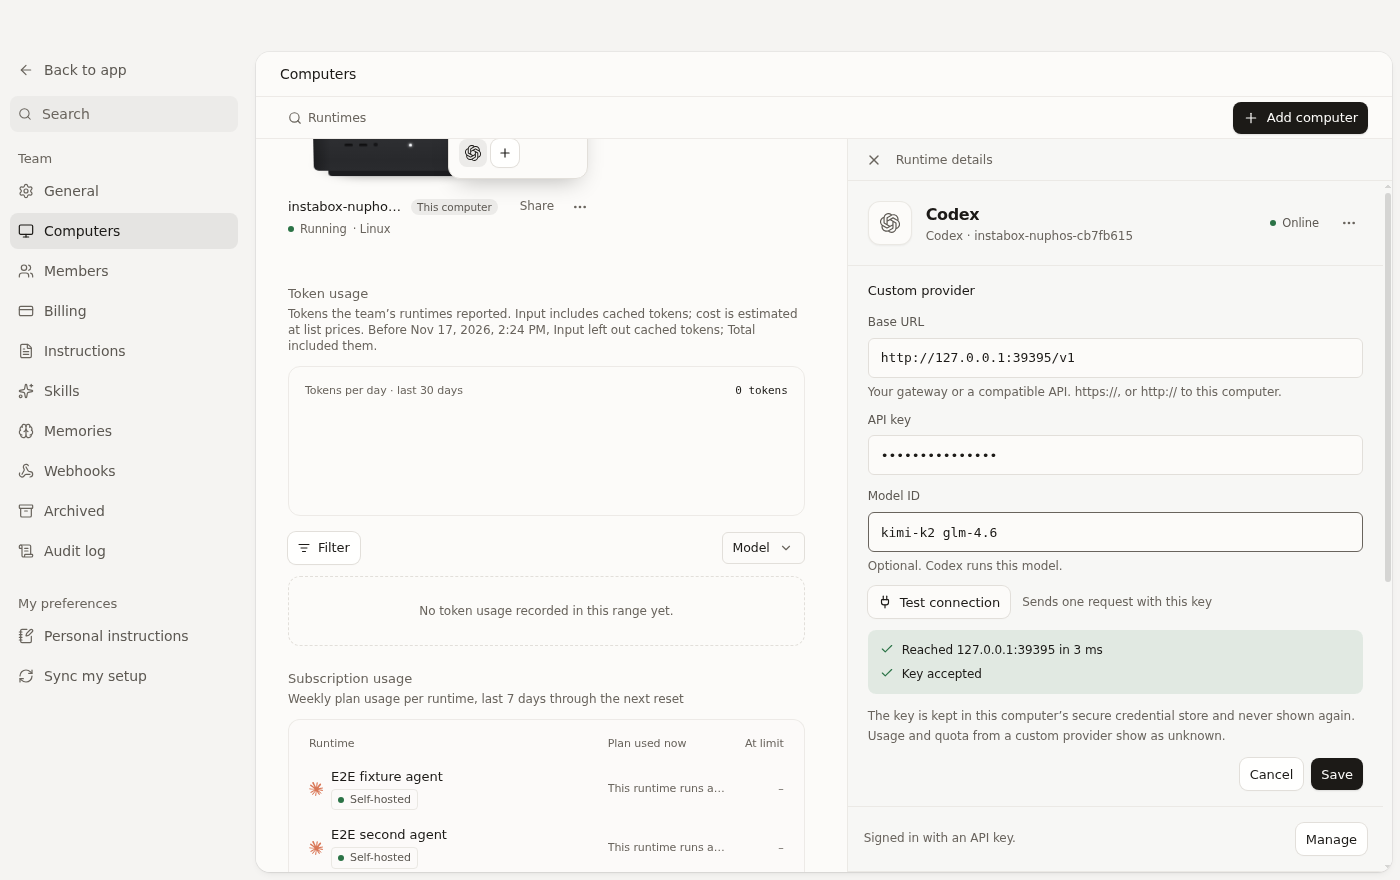 Back to app
Search
Team
General
Computers
Members
Billing
Instructions
Skills
Memories
Webhooks
Archived
Audit log
My preferences
Personal instructions
Sync my setup
Computers
Runtimes
Add computer
instabox-nupho…
This computer
Share
Running · Linux
Token usage
Tokens the team’s runtimes reported. Input includes cached tokens; cost is estimated
at list prices. Before Nov 17, 2026, 2:24 PM, Input left out cached tokens; Total
included them.
Tokens per day · last 30 days
0 tokens
Filter
Model
No token usage recorded in this range yet.
Subscription usage
Weekly plan usage per runtime, last 7 days through the next reset
Runtime
Plan used now
At limit
E2E fixture agent
Self-hosted
This runtime runs a…
–
E2E second agent
Self-hosted
This runtime runs a…
–
Runtime details
Codex
Codex · instabox-nuphos-cb7fb615
Online
Custom provider
Base URL
http://127.0.0.1:39395/v1
Your gateway or a compatible API. https://, or http:// to this computer.
API key
•••••••••••••••
Model ID
kimi-k2 glm-4.6
Optional. Codex runs this model.
Test connection
Sends one request with this key
Reached 127.0.0.1:39395 in 3 ms
Key accepted
The key is kept in this computer’s secure credential store and never shown again.
Usage and quota from a custom provider show as unknown.
Cancel
Save
Signed in with an API key.
Manage